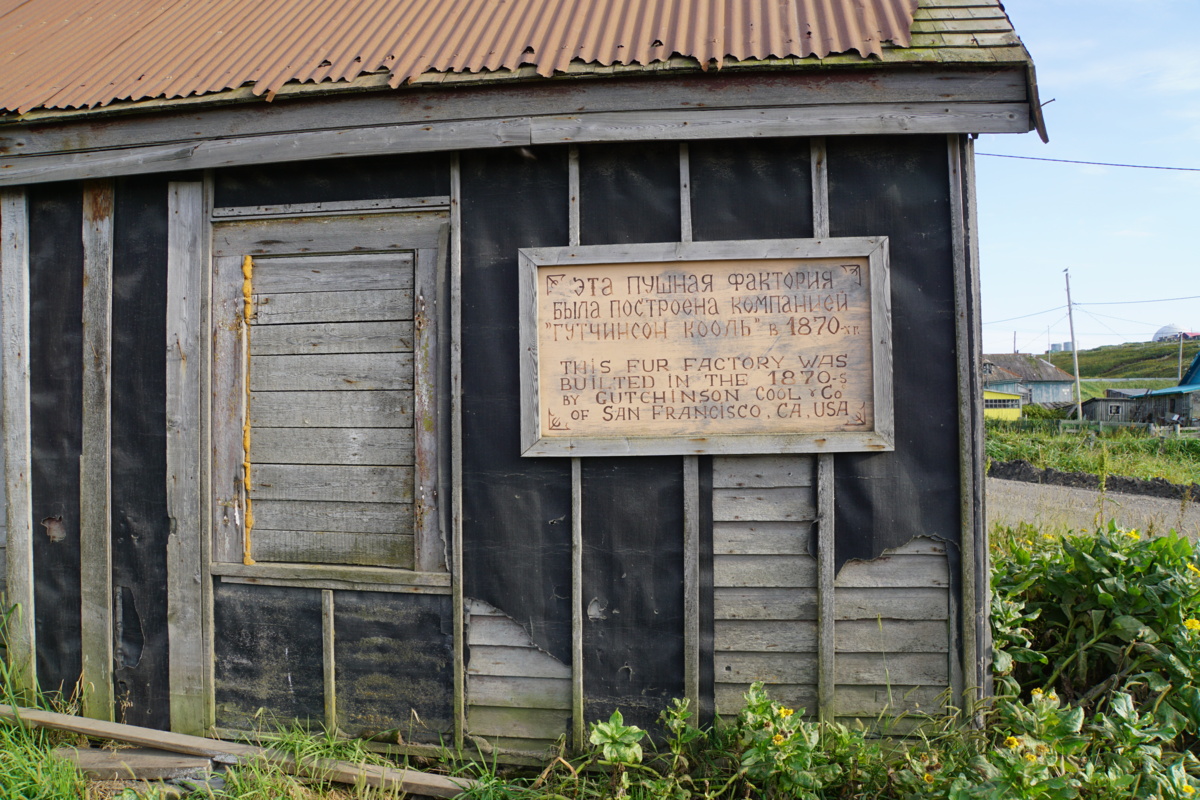 ЭТА ПУШНАЯ ФАКТОРИЯ
БЫЛА ПОСТРОЕНА КОМПАНИЕЙ
"ГУТЧИНСОН КООЛЬ" В 1870-ХГ.
THIS FUR FACTORY WAS
BUILTED IN THE 1870-S
BY GUTCHINSON COOL & CO
OF SAN FRANCISCO, CA, USA